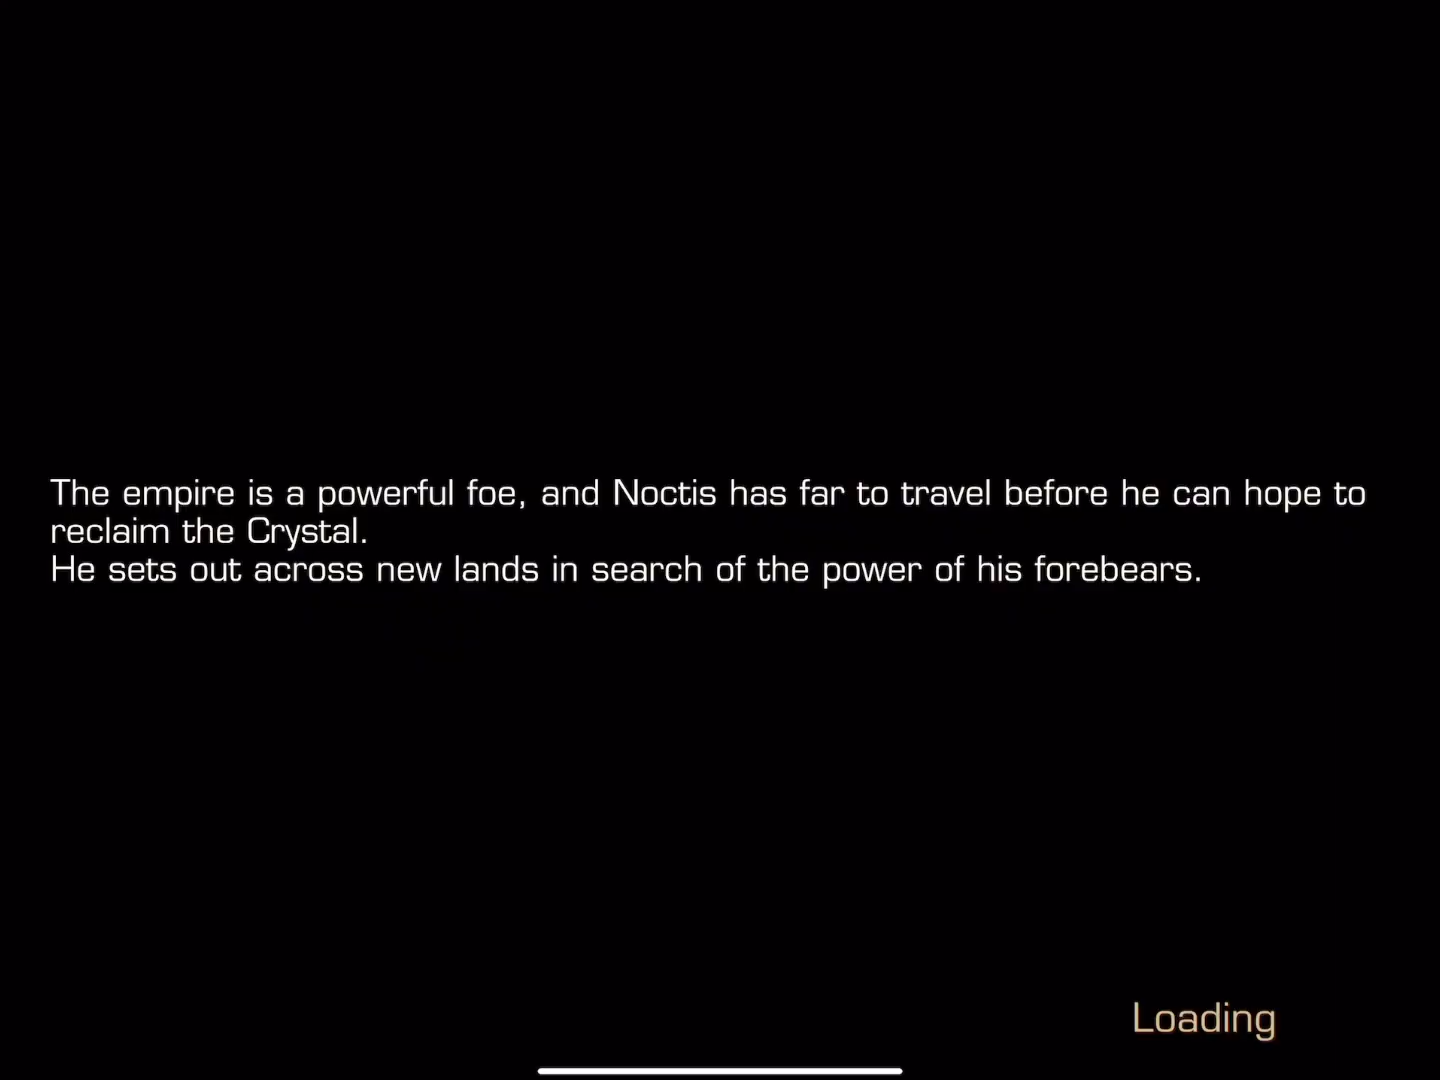 The empire is a powerful foe, and Noctis has far to travel before he can hope to
reclaim the Crystal.
He sets out across new lands in search of the power of his forebears.
Loading